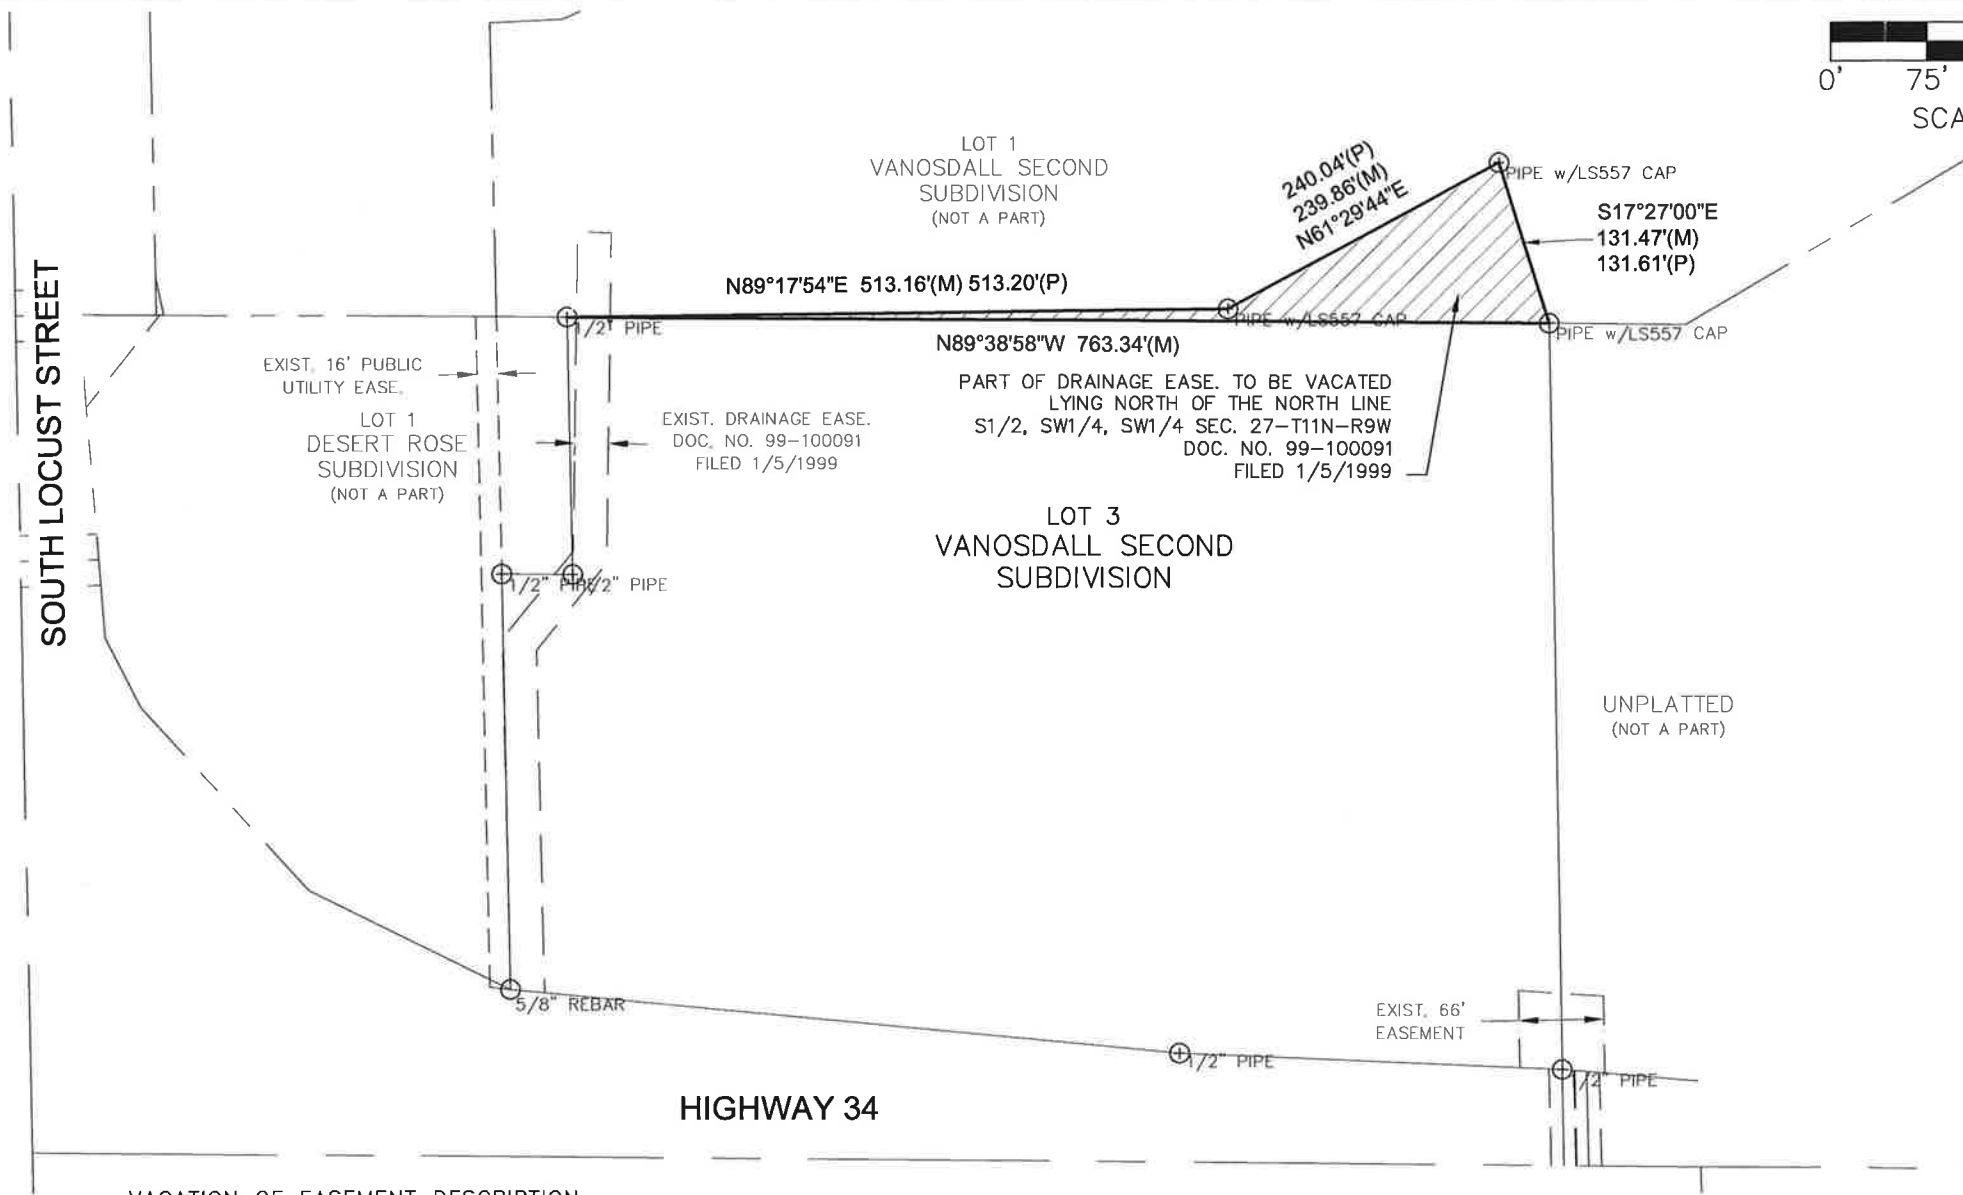 0' 75'
SCA
LOT 1
VANOSDALL SECOND
SUBDIVISION
(NOT A PART)
240.04'(P)
239.86'(M)
N61°29'44"E
PIPE w/LS557 CAP
S17°27'00"E
131.47'(M)
131.61'(P)
N89°17'54"E 513.16'(M) 513.20'(P)
1/2" PIPE
PIPE w/LS557 CAP
PIPE w/LS557 CAP
N89°38'58"W 763.34'(M)
SOUTH LOCUST STREET
EXIST. 16' PUBLIC
UTILITY EASE.
LOT 1
DESERT ROSE
SUBDIVISION
(NOT A PART)
EXIST. DRAINAGE EASE.
DOC. NO. 99-100091
FILED 1/5/1999
PART OF DRAINAGE EASE. TO BE VACATED
LYING NORTH OF THE NORTH LINE
S1/2, SW1/4, SW1/4 SEC. 27-T11N-R9W
DOC. NO. 99-100091
FILED 1/5/1999
LOT 3
VANOSDALL SECOND
SUBDIVISION
1/2" PIPE
1/2" PIPE
UNPLATTED
(NOT A PART)
5/8" REBAR
EXIST. 66'
EASEMENT
1/2" PIPE
1/2" PIPE
HIGHWAY 34
VACATION OF EASEMENT DESCRIPTION